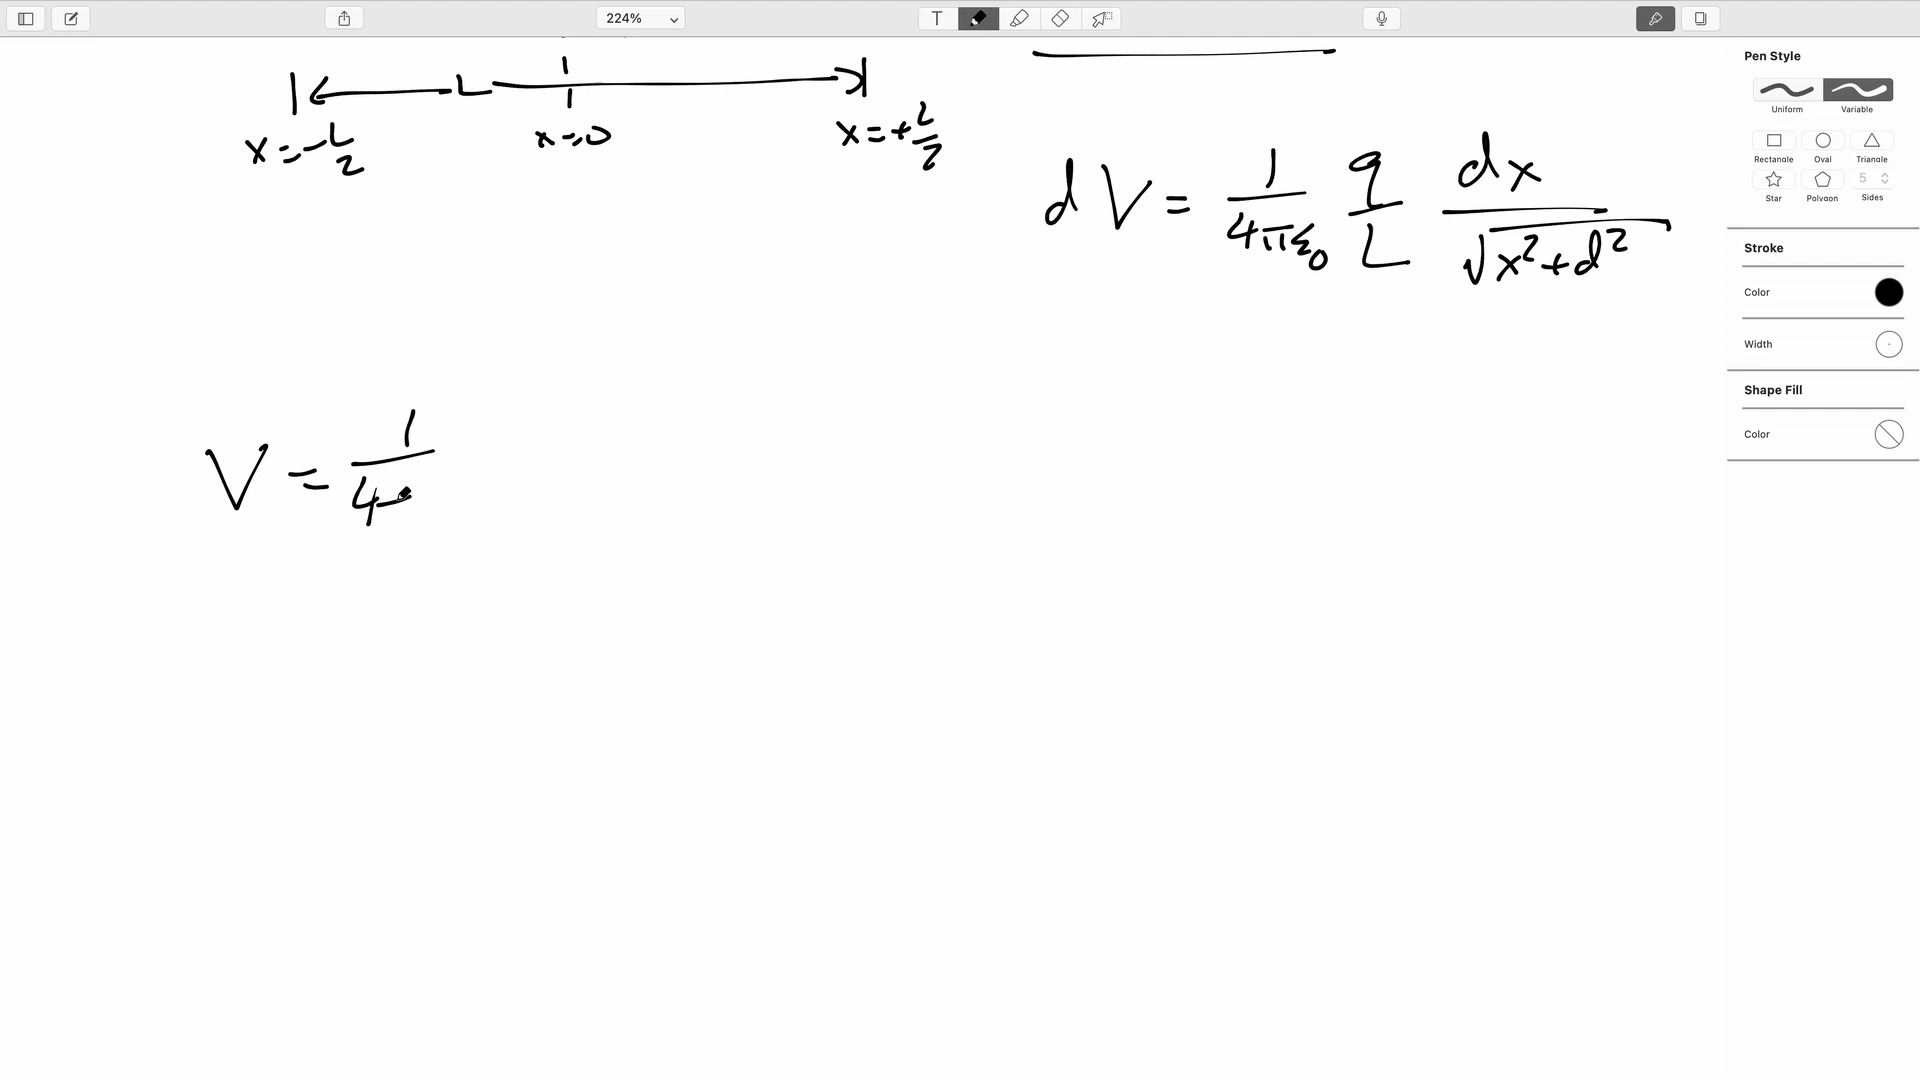 224%
T
Pen Style
Uniform Variable
Rectangle Oval Triangle
Star Polygon 5 Sides
Stroke
Color
Width
Shape Fill
Color
L
x = -L/2 x = 0 x = +L/2
dV = 1/4πε₀ q/L dx/√x²+d²
V = 1/4